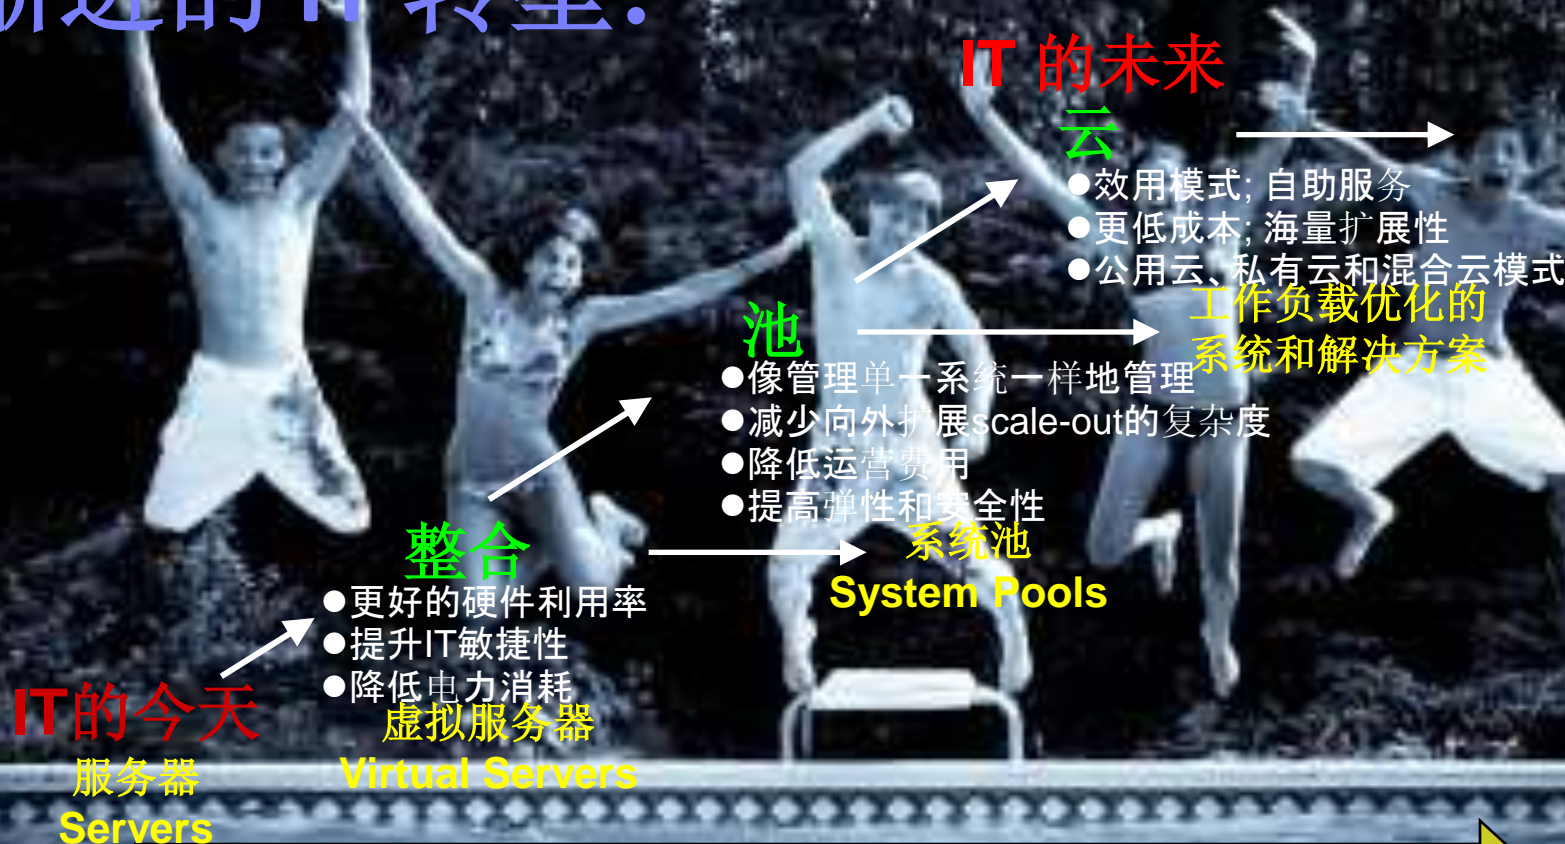 渐进的 IT 转型:
IT 的未来
云
●效用模式; 自助服务
●更低成本; 海量扩展性
●公用云、私有云和混合云模式
工作负载优化的
系统和解决方案
池
●像管理单一系统一样地管理
●减少向外扩展scale-out的复杂度
●降低运营费用
●提高弹性和安全性
系统池
System Pools
整合
●更好的硬件利用率
●提升IT敏捷性
●降低电力消耗
虚拟服务器
Virtual Servers
IT的今天
服务器
Servers